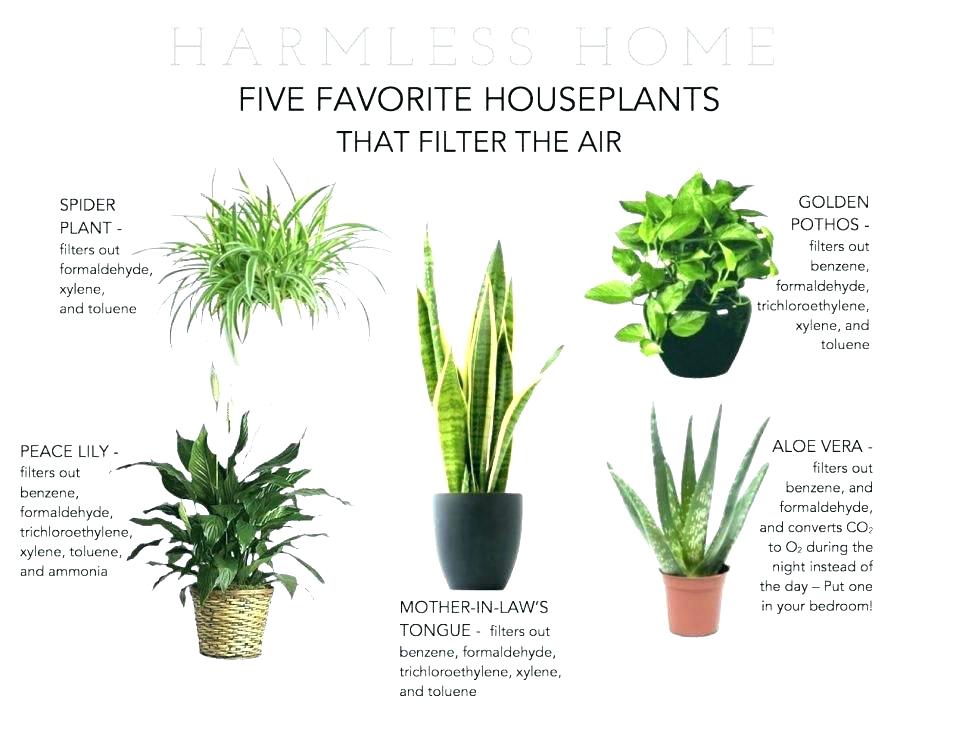 HARMLESS HOME
FIVE FAVORITE HOUSEPLANTS
THAT FILTER THE AIR
SPIDER
PLANT -
filters out
formaldehyde,
xylene,
and toluene
GOLDEN
POTHOS -
filters out
benzene,
formaldehyde,
trichloroethylene,
xylene, and
toluene
PEACE LILY -
filters out
benzene,
formaldehyde,
trichloroethylene,
xylene, toluene,
and ammonia
MOTHER-IN-LAW'S
TONGUE - filters out
benzene, formaldehyde,
trichloroethylene, xylene,
and toluene
ALOE VERA -
filters out
benzene, and
formaldehyde,
and converts CO₂
to O₂ during the
night instead of
the day – Put one
in your bedroom!